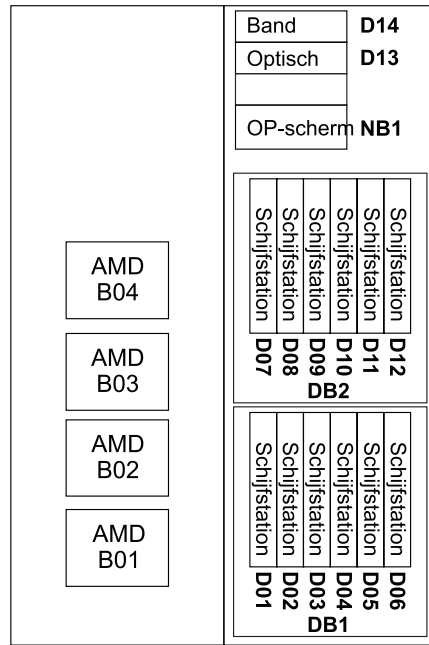 Band D14
Optisch D13
OP-scherm NB1
AMD
B04
AMD
B03
AMD
B02
AMD
B01
Schijfstation Schijfstation Schijfstation Schijfstation Schijfstation Schijfstation
D07 D08 D09 D10 D11 D12
DB2
Schijfstation Schijfstation Schijfstation Schijfstation Schijfstation Schijfstation
D01 D02 D03 D04 D05 D06
DB1